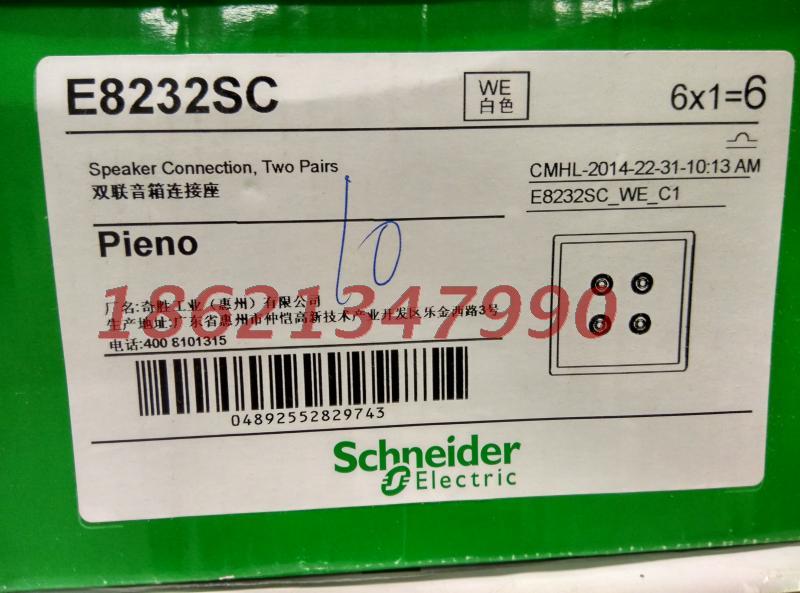 E8232SC
WE
白色
6x1=6
Speaker Connection, Two Pairs
双联音箱连接座
CMHL-2014-22-31-10:13 AM
E8232SC_WE_C1
Pieno
10
18621347990
厂名:奇胜工业（惠州）有限公司
生产地址:广东省惠州市仲恺高新技术产业开发区乐金西路3号
电话:400 8101315
04892552829743
Schneider
Electric